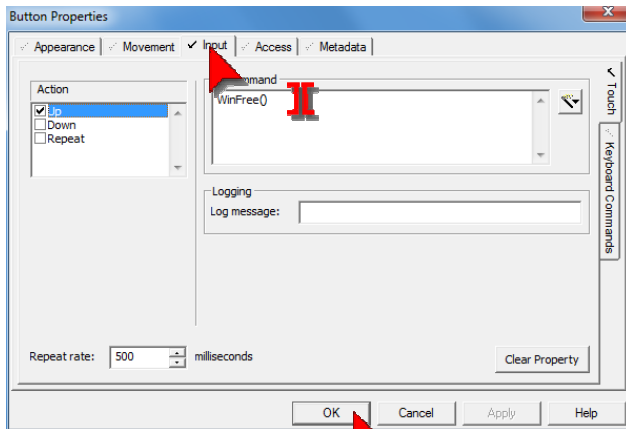 Button Properties
Appearance Movement Input Access Metadata
Action
Up
Down
Repeat
Command
WinFree()
Logging
Log message:
Repeat rate: 500 milliseconds
Clear Property
Touch
Keyboard Commands
OK Cancel Apply Help